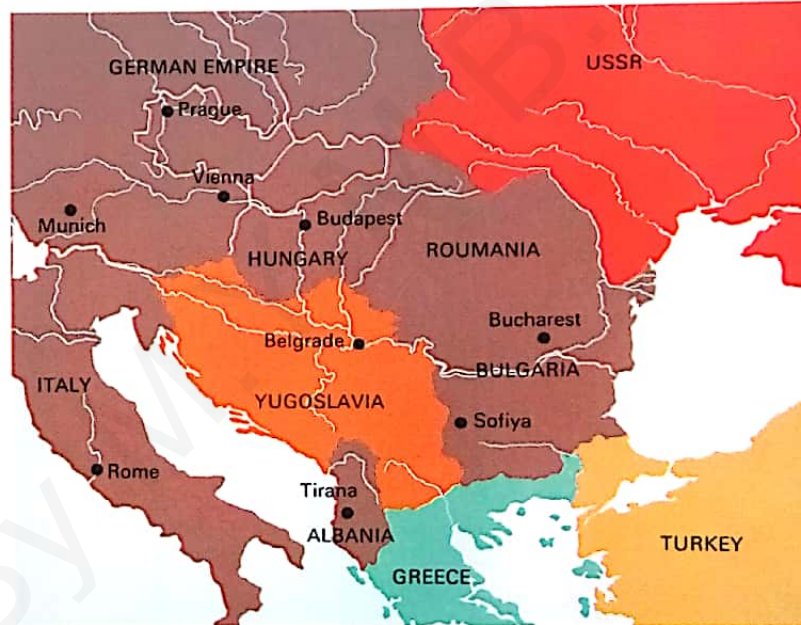 GERMAN EMPIRE
USSR
Prague
Vienna
Munich
Budapest
HUNGARY
ROUMANIA
Bucharest
Belgrade
BULGARIA
ITALY
YUGOSLAVIA
Sofiya
Rome
Tirana
ALBANIA
TURKEY
GREECE